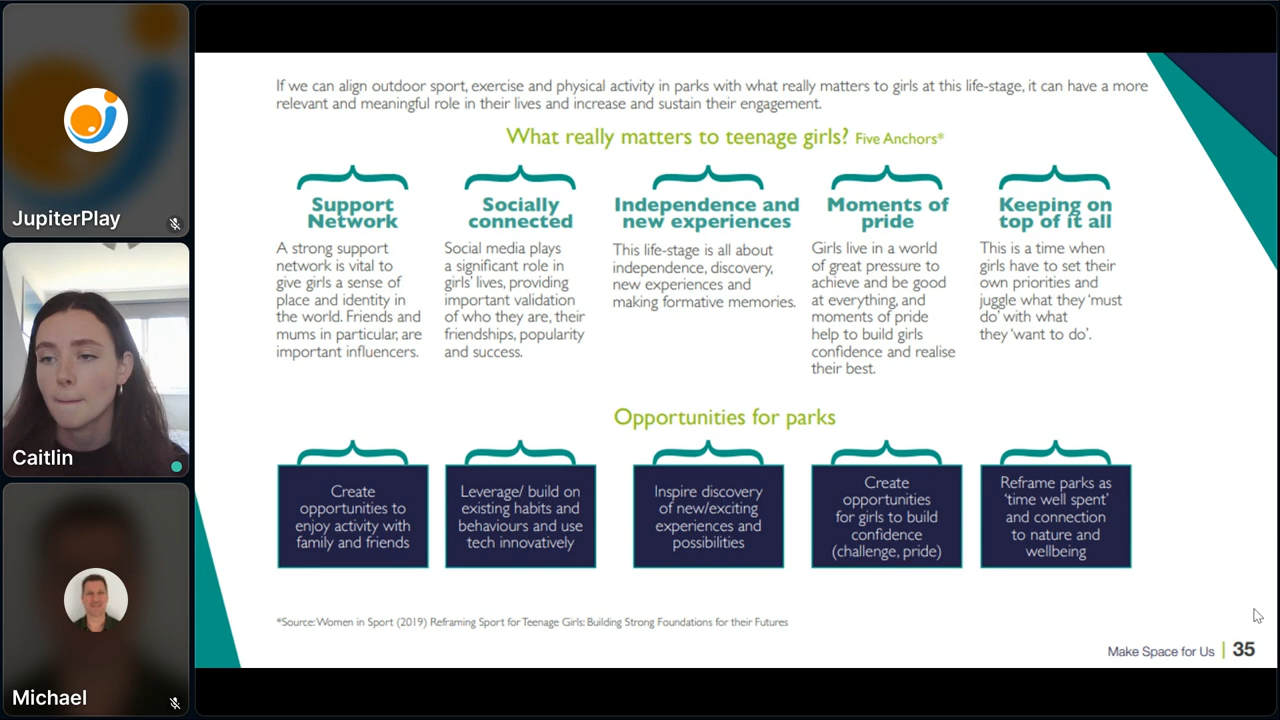 If we can align outdoor sport, exercise and physical activity in parks with what really matters to girls at this life-stage, it can have a more
relevant and meaningful role in their lives and increase and sustain their engagement.
What really matters to teenage girls? Five Anchors*
Support
Network
A strong support
network is vital to
give girls a sense of
place and identity in
the world. Friends and
mums in particular, are
important influencers.
Socially
connected
Social media plays
a significant role in
girls' lives, providing
important validation
of who they are, their
friendships, popularity
and success.
Independence and
new experiences
This life-stage is all about
independence, discovery,
new experiences and
making formative memories.
Moments of
pride
Girls live in a world
of great pressure to
achieve and be good
at everything, and
moments of pride
help to build girls
confidence and realise
their best.
Keeping on
top of it all
This is a time when
girls have to set their
own priorities and
juggle what they 'must
do' with what
they 'want to do'.
Opportunities for parks
Create
opportunities to
enjoy activity with
family and friends
Leverage/ build on
existing habits and
behaviours and use
tech innovatively
Inspire discovery
of new/exciting
experiences and
possibilities
Create
opportunities
for girls to build
confidence
(challenge, pride)
Reframe parks as
'time well spent'
and connection
to nature and
wellbeing
*Source: Women in Sport (2019) Reframing Sport for Teenage Girls: Building Strong Foundations for their Futures
Make Space for Us | 35
JupiterPlay
Caitlin
Michael